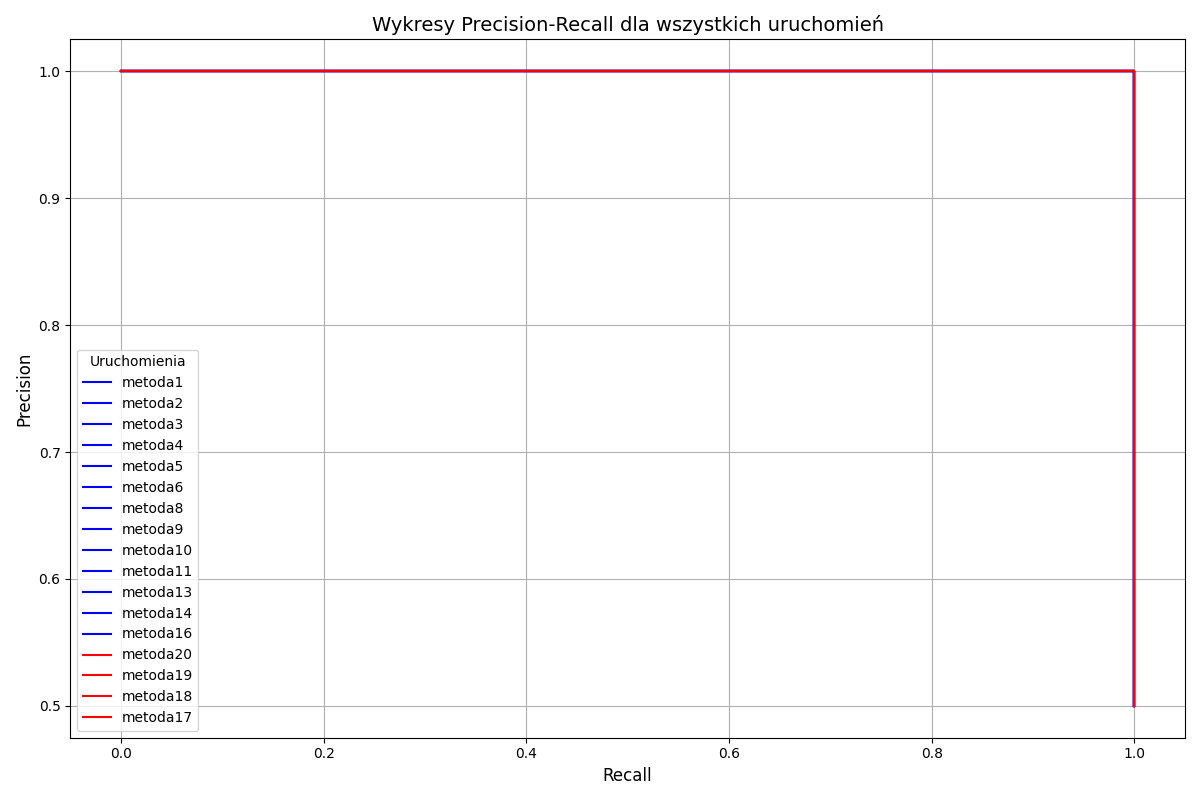 Wykresy Precision-Recall dla wszystkich uruchomień
1.0
0.9
0.8
0.7
0.6
0.5
Precision
Uruchomienia
metoda1
metoda2
metoda3
metoda4
metoda5
metoda6
metoda8
metoda9
metoda10
metoda11
metoda13
metoda14
metoda16
metoda20
metoda19
metoda18
metoda17
0.0 0.2 0.4 0.6 0.8 1.0
Recall